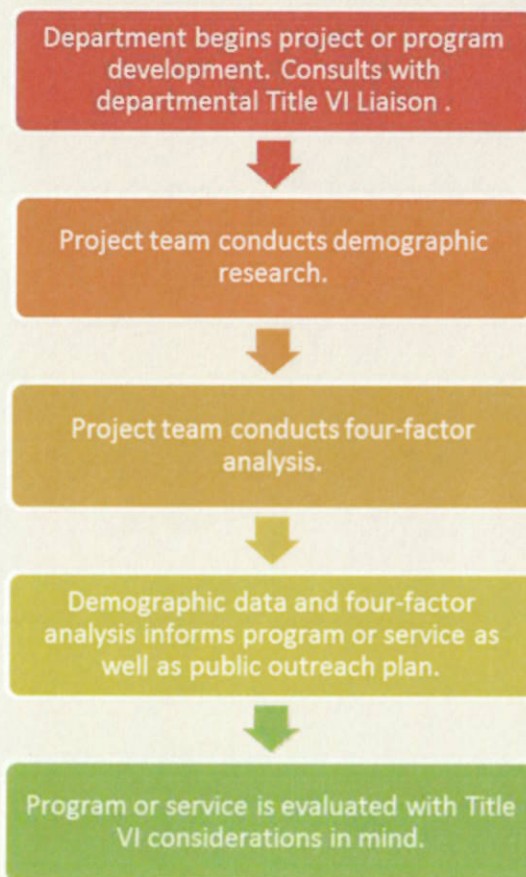 Department begins project or program
development. Consults with
departmental Title VI Liaison .
Project team conducts demographic
research.
Project team conducts four-factor
analysis.
Demographic data and four-factor
analysis informs program or service as
well as public outreach plan.
Program or service is evaluated with Title
VI considerations in mind.